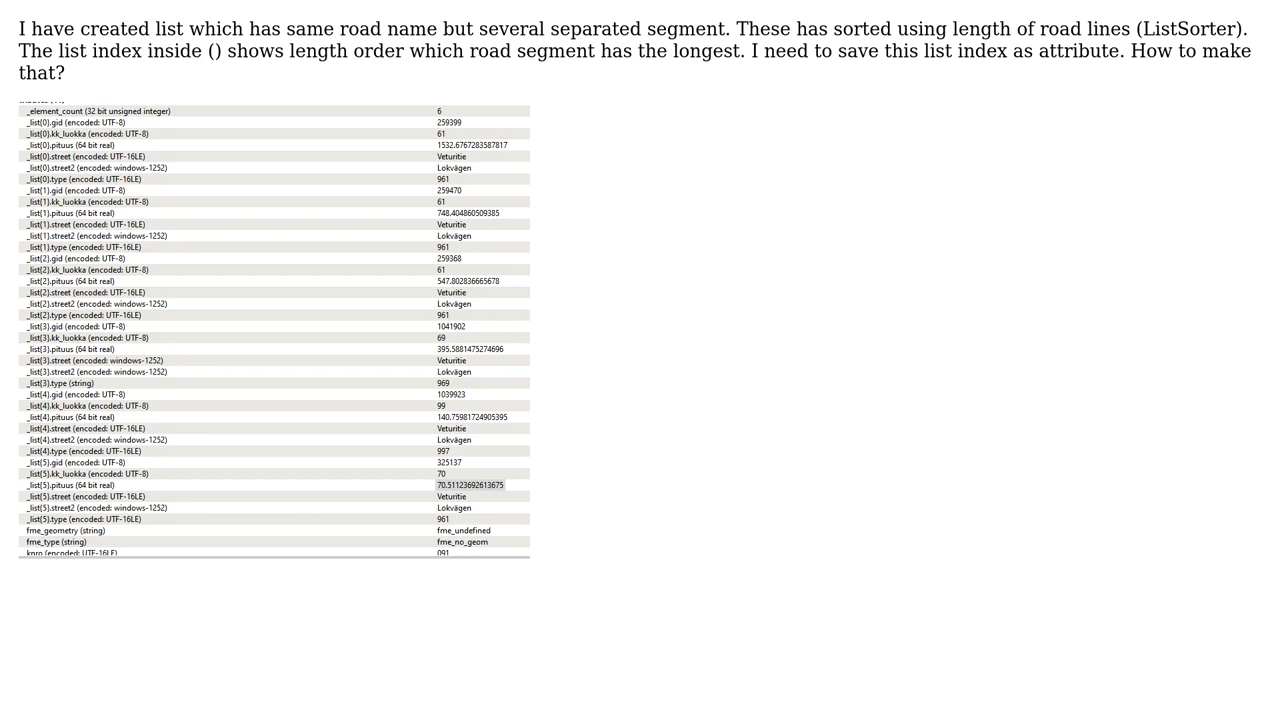 I have created list which has same road name but several separated segment. These has sorted using length of road lines (ListSorter).
The list index inside () shows length order which road segment has the longest. I need to save this list index as attribute. How to make
that?
_element_count (32 bit unsigned integer) 6
_list{0}.gid (encoded: UTF-8) 259399
_list{0}.kk_luokka (encoded: UTF-8) 61
_list{0}.pituus (64 bit real) 1532.6767283587817
_list{0}.street (encoded: UTF-16LE) Veturitie
_list{0}.street2 (encoded: windows-1252) Lokvägen
_list{0}.type (encoded: UTF-16LE) 961
_list{1}.gid (encoded: UTF-8) 259470
_list{1}.kk_luokka (encoded: UTF-8) 61
_list{1}.pituus (64 bit real) 748.404860509385
_list{1}.street (encoded: UTF-16LE) Veturitie
_list{1}.street2 (encoded: windows-1252) Lokvägen
_list{1}.type (encoded: UTF-16LE) 961
_list{2}.gid (encoded: UTF-8) 259368
_list{2}.kk_luokka (encoded: UTF-8) 61
_list{2}.pituus (64 bit real) 547.802836665678
_list{2}.street (encoded: UTF-16LE) Veturitie
_list{2}.street2 (encoded: windows-1252) Lokvägen
_list{2}.type (encoded: UTF-16LE) 961
_list{3}.gid (encoded: UTF-8) 1041902
_list{3}.kk_luokka (encoded: UTF-8) 69
_list{3}.pituus (64 bit real) 395.5881475274696
_list{3}.street (encoded: windows-1252) Veturitie
_list{3}.street2 (encoded: windows-1252) Lokvägen
_list{3}.type (string) 969
_list{4}.gid (encoded: UTF-8) 1039923
_list{4}.kk_luokka (encoded: UTF-8) 99
_list{4}.pituus (64 bit real) 140.75981724905395
_list{4}.street (encoded: UTF-16LE) Veturitie
_list{4}.street2 (encoded: windows-1252) Lokvägen
_list{4}.type (encoded: UTF-16LE) 997
_list{5}.gid (encoded: UTF-8) 325137
_list{5}.kk_luokka (encoded: UTF-8) 70
_list{5}.pituus (64 bit real) 70.51123692613675
_list{5}.street (encoded: UTF-16LE) Veturitie
_list{5}.street2 (encoded: windows-1252) Lokvägen
_list{5}.type (encoded: UTF-16LE) 961
fme_geometry (string) fme_undefined
fme_type (string) fme_no_geom
knro (encoded: UTF-16LE) 091